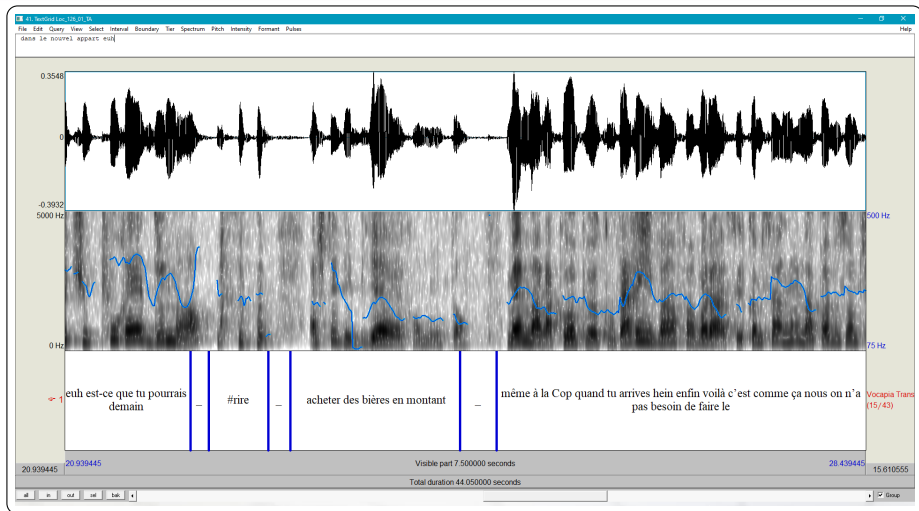 41. TextGrid Loc_126_01_TA
File Edit Query View Select Interval Boundary Tier Spectrum Pitch Intensity Formant Pulses Help
dans le nouvel appart euh
0.3548
0
-0.3932
5000 Hz 500 Hz
0 Hz 75 Hz
euh est-ce que tu pourrais
demain
_
#rire
_
acheter des bières en montant
_
même à la Cop quand tu arrives hein enfin voilà c'est comme ça nous on n'a
pas besoin de faire le
1
Vocapia Trans
(15/43)
20.939445 Visible part 7.500000 seconds 28.439445
20.939445 15.610555
Total duration 44.050000 seconds
all in out sel bak Group